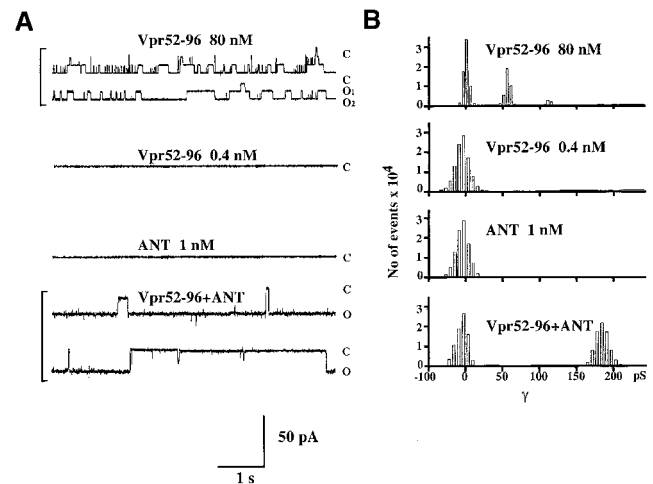 A
Vpr52-96 80 nM
C
C
O1
O2
Vpr52-96 0.4 nM
C
ANT 1 nM
C
Vpr52-96+ANT
C
O
C
O
50 pA
1 s
B
No of events x 10^4
3
2
1
0
Vpr52-96 80 nM
3
2
1
0
Vpr52-96 0.4 nM
3
2
1
0
ANT 1 nM
3
2
1
0
Vpr52-96+ANT
-100 0 50 100 150 200 pS
γ